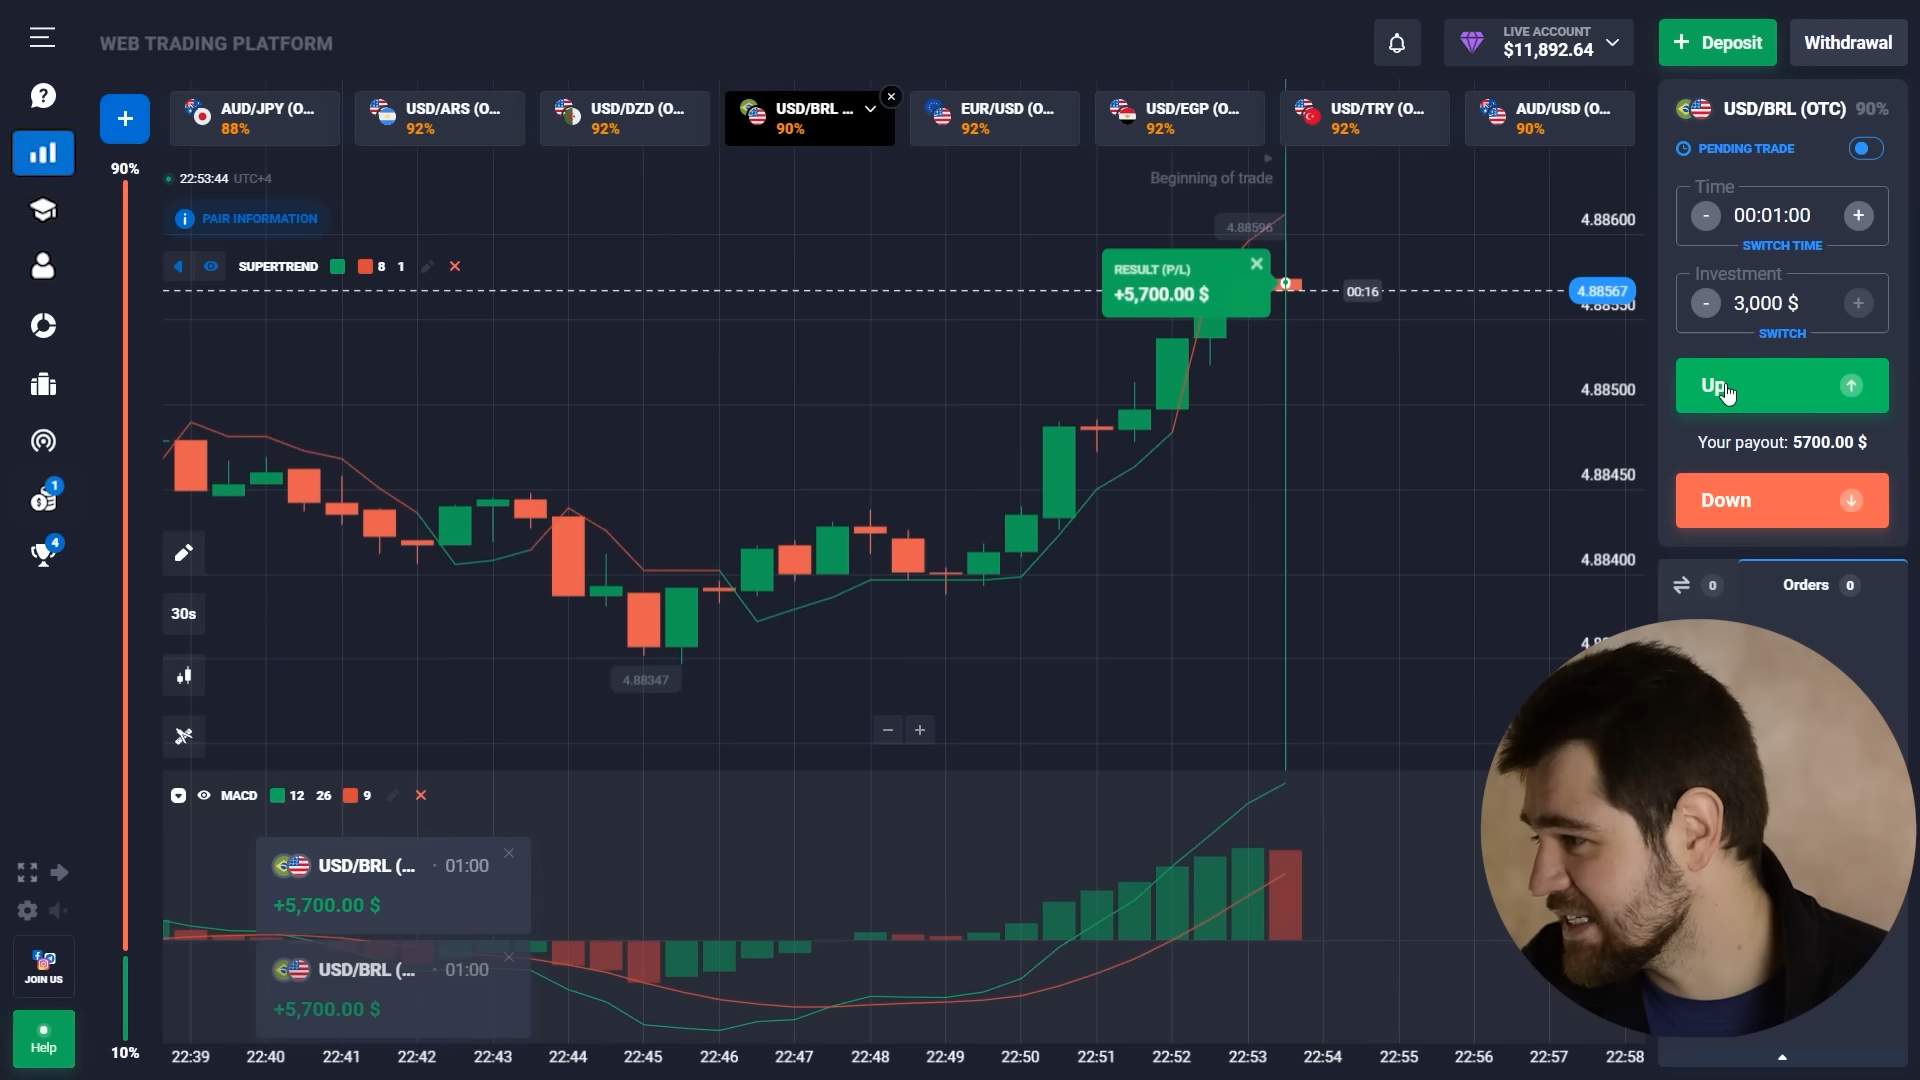 WEB TRADING PLATFORM
LIVE ACCOUNT
$11,892.64
+ Deposit
Withdrawal
AUD/JPY (O...
88%
USD/ARS (O...
92%
USD/DZD (O...
92%
USD/BRL ...
90%
EUR/USD (O...
92%
USD/EGP (O...
92%
USD/TRY (O...
92%
AUD/USD (O...
90%
USD/BRL (OTC) 90%
PENDING TRADE
Time
- 00:01:00 +
SWITCH TIME
Investment
- 3,000 $ +
SWITCH
Up
Your payout: 5700.00 $
Down
0
Orders 0
90%
22:53:44 UTC+4
PAIR INFORMATION
SUPERTREND 8 1
Beginning of trade
4.88596
RESULT (P/L)
+5,700.00 $
00:16
4.88600
4.88567
4.88550
4.88500
4.88450
4.88400
4.88347
30s
MACD 12 26 9
USD/BRL (... · 01:00
+5,700.00 $
USD/BRL (... · 01:00
+5,700.00 $
1
4
JOIN US
Help
10%
22:39 22:40 22:41 22:42 22:43 22:44 22:45 22:46 22:47 22:48 22:49 22:50 22:51 22:52 22:53 22:54 22:55 22:56 22:57 22:58